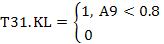 T31.KL = {1, A9 < 0.8
0